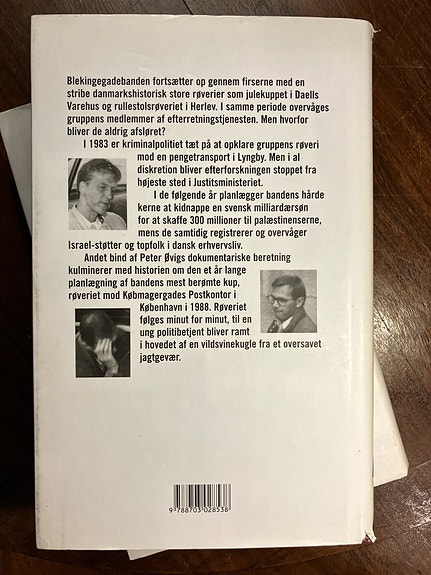 Blekingegadebanden fortsætter op gennem firserne med en
stribe danmarkshistorisk store røverier som julekuppet i Daells
Varehus og rullestolsrøveriet i Herlev. I samme periode overvåges
gruppens medlemmer af efterretningstjenesten. Men hvorfor
bliver de aldrig afsløret?
I 1983 er kriminalpolitiet tæt på at opklare gruppens røveri
mod en pengetransport i Lyngby. Men i al
diskretion bliver efterforskningen stoppet fra
højeste sted i Justitsministeriet.
I de følgende år planlægger bandens hårde
kerne at kidnappe en svensk milliardærsøn
for at skaffe 300 millioner til palæstinenserne,
mens de samtidig registrerer og overvåger
Israel-støtter og topfolk i dansk erhvervsliv.
Andet bind af Peter Øvigs dokumentariske beretning
kulminerer med historien om den et år lange
planlægning af bandens mest berømte kup,
røveriet mod Købmagergades Postkontor i
København i 1988. Røveriet
følges minut for minut, til en
ung politibetjent bliver ramt
i hovedet af en vildsvinekugle fra et oversavet
jagtgevær.
9 788703 028538